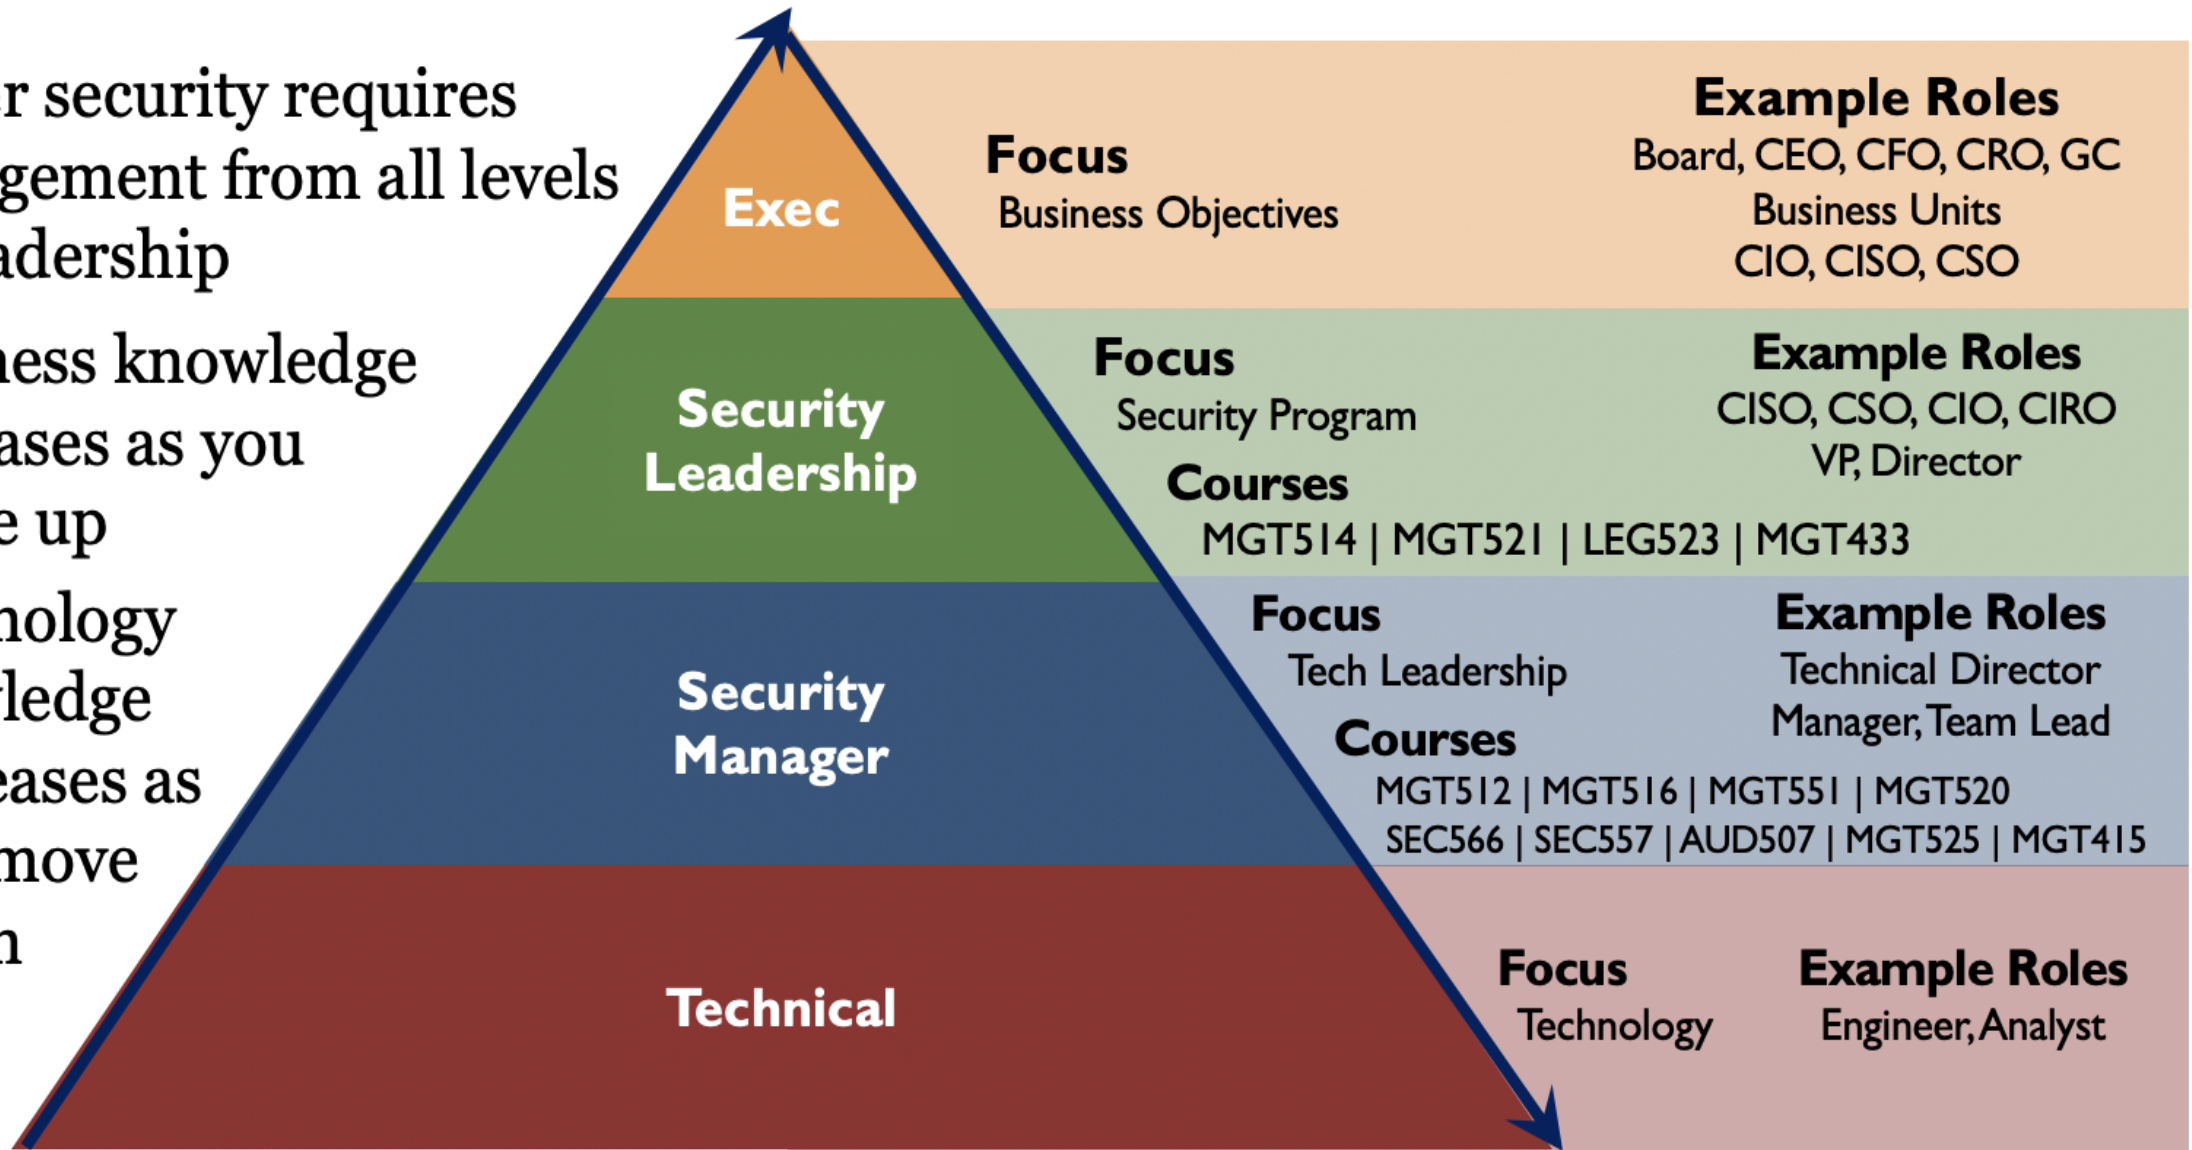 er security requires
gement from all levels
adership
ness knowledge
ases as you
e up
nology
ledge
eases as
move
n
Exec
Security
Leadership
Security
Manager
Technical
Focus
Business Objectives
Example Roles
Board, CEO, CFO, CRO, GC
Business Units
CIO, CISO, CSO
Focus
Security Program
Courses
MGT514 | MGT521 | LEG523 | MGT433
Example Roles
CISO, CSO, CIO, CIRO
VP, Director
Focus
Tech Leadership
Courses
MGT512 | MGT516 | MGT551 | MGT520
SEC566 | SEC557 | AUD507 | MGT525 | MGT415
Example Roles
Technical Director
Manager, Team Lead
Focus
Technology
Example Roles
Engineer, Analyst